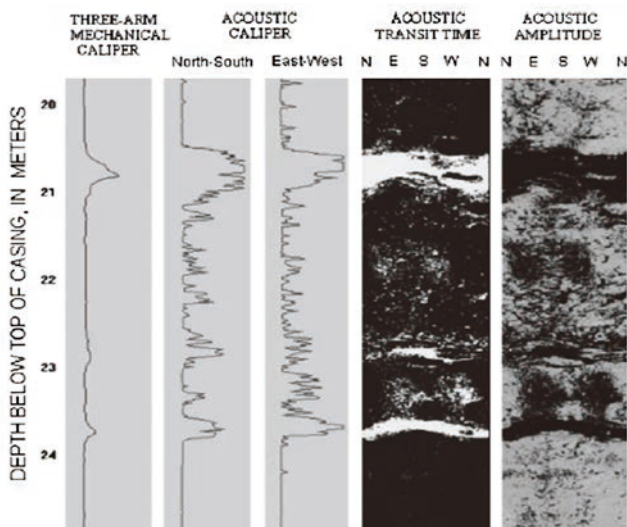 THREE-ARM
MECHANICAL
CALIPER
ACOUSTIC
CALIPER
North-South
East-West
ACOUSTIC
TRANSIT TIME
N E S W N
ACOUSTIC
AMPLITUDE
N E S W N
DEPTH BELOW TOP OF CASING, IN METERS
20
21
22
23
24